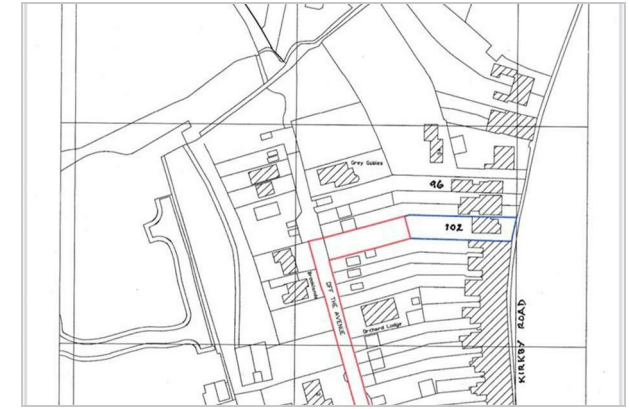 Grey Gables
96
102
OFF THE AVENUE
Orchard Lodge
KIRKBY ROAD